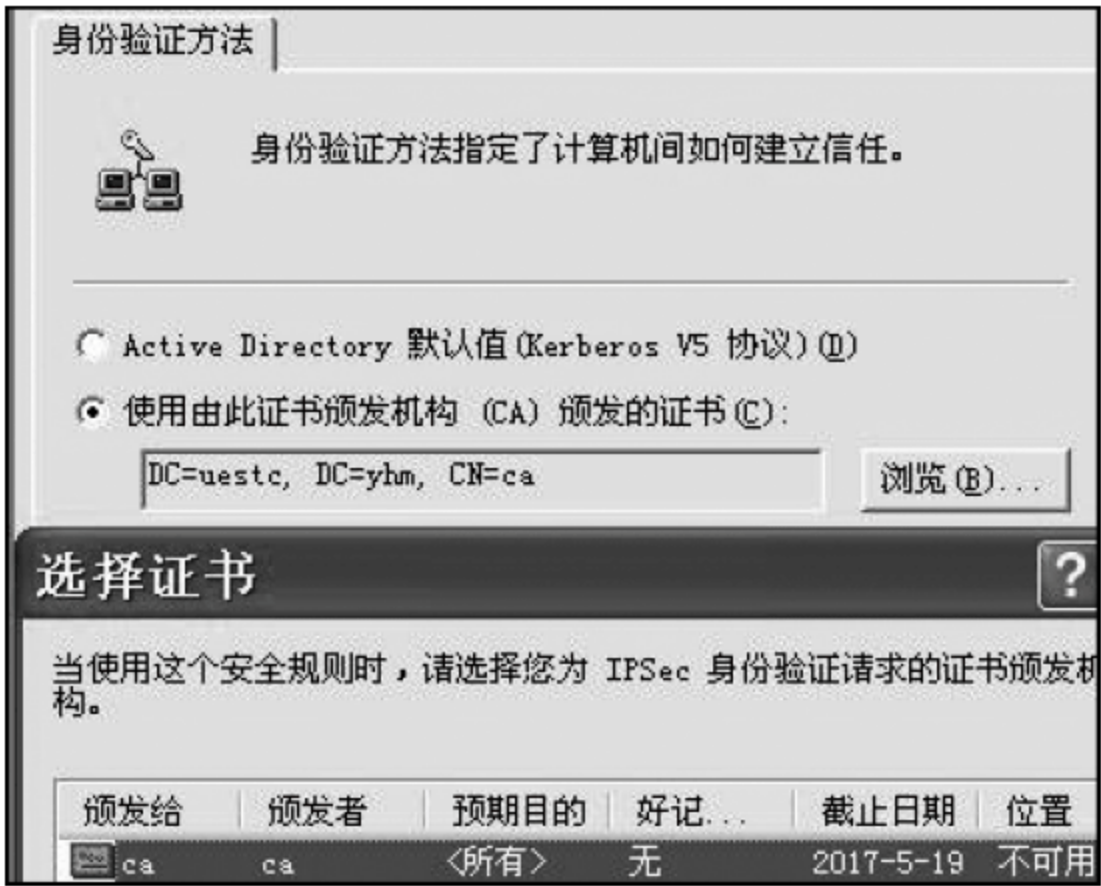 身份验证方法
身份验证方法指定了计算机间如何建立信任。
Active Directory 默认值(Kerberos V5 协议)(D)
使用由此证书颁发机构 (CA) 颁发的证书(C):
DC=uestc, DC=yhm, CN=ca
浏览(B)...
选择证书
?
当使用这个安全规则时，请选择您为 IPSec 身份验证请求的证书颁发机
构。
颁发给 颁发者 预期目的 好记... 截止日期 位置
ca ca <所有> 无 2017-5-19 不可用